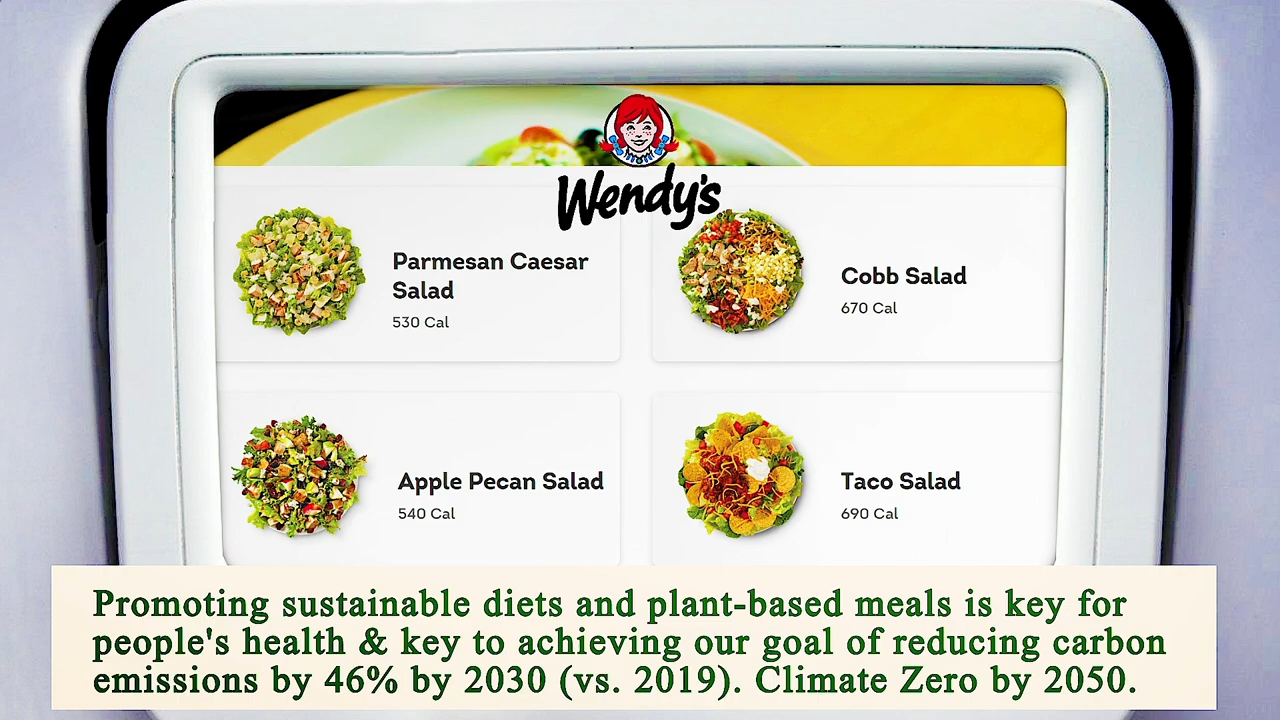 Wendy's
Parmesan Caesar
Salad
530 Cal
Cobb Salad
670 Cal
Apple Pecan Salad
540 Cal
Taco Salad
690 Cal
Promoting sustainable diets and plant-based meals is key for
people's health & key to achieving our goal of reducing carbon
emissions by 46% by 2030 (vs. 2019). Climate Zero by 2050.